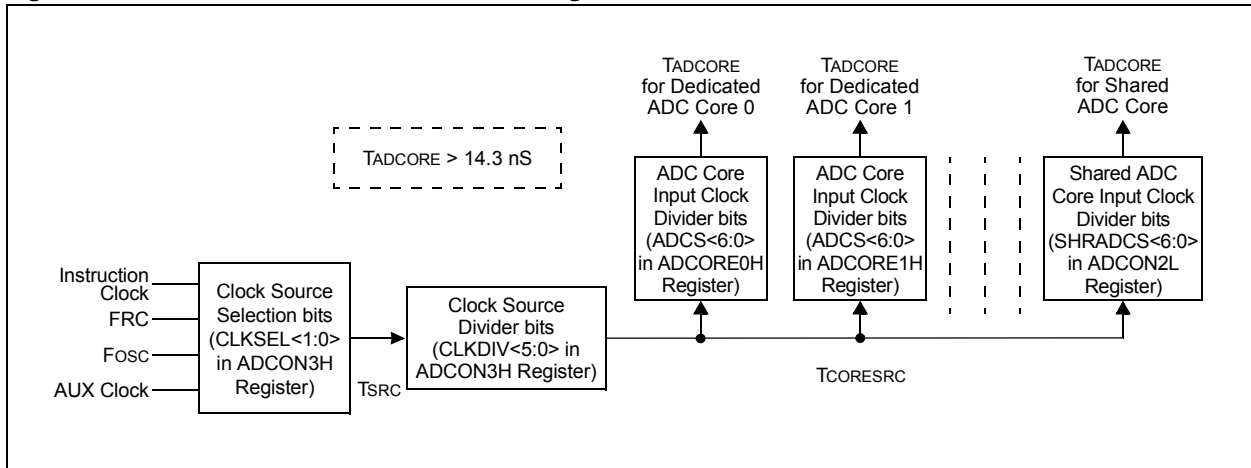 TADCORE
for Dedicated
ADC Core 0
TADCORE
for Dedicated
ADC Core 1
TADCORE
for Shared
ADC Core
TADCORE > 14.3 nS
ADC Core
Input Clock
Divider bits
(ADCS<6:0>
in ADCORE0H
Register)
ADC Core
Input Clock
Divider bits
(ADCS<6:0>
in ADCORE1H
Register)
Shared ADC
Core Input Clock
Divider bits
(SHRADCS<6:0>
in ADCON2L
Register)
Instruction
Clock
FRC
FOSC
AUX Clock
Clock Source
Selection bits
(CLKSEL<1:0>
in ADCON3H
Register)
TSRC
Clock Source
Divider bits
(CLKDIV<5:0> in
ADCON3H Register)
TCORESRC